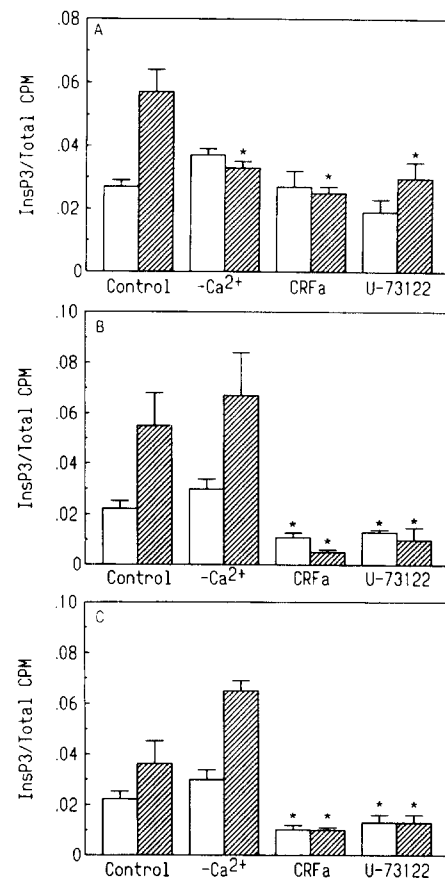 A
.08
.06
.04
.02
0
InsP3/Total CPM
*
*
*
Control
-Ca2+
CRFa
U-73122
B
.10
.08
.06
.04
.02
0
InsP3/Total CPM
*
*
*
*
Control
-Ca2+
CRFa
U-73122
C
.10
.08
.06
.04
.02
0
InsP3/Total CPM
*
*
*
*
Control
-Ca2+
CRFa
U-73122